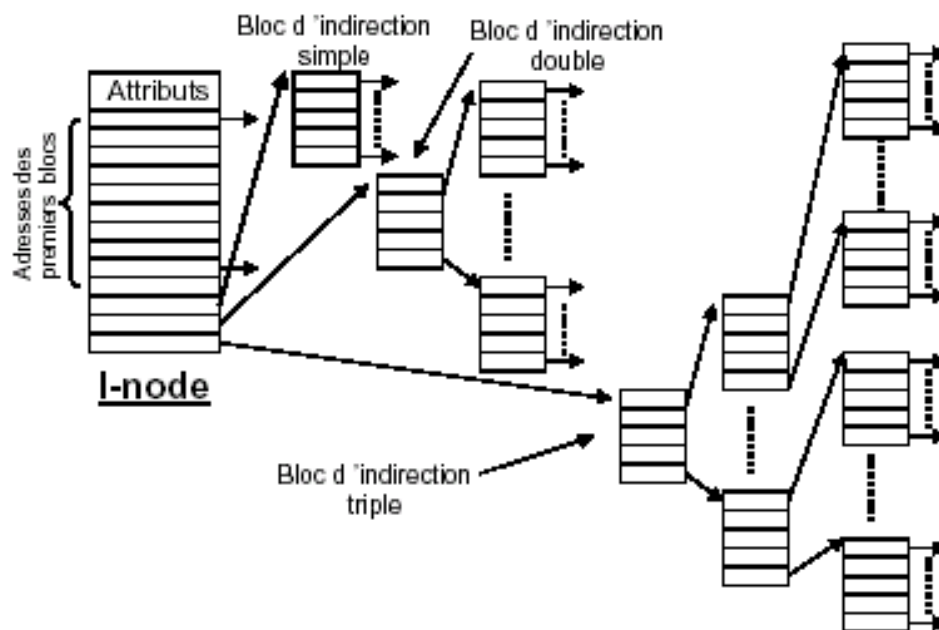 Bloc d 'indirection
simple
Bloc d 'indirection
double
Attributs
Adresses des
premiers blocs
I-node
Bloc d 'indirection
triple